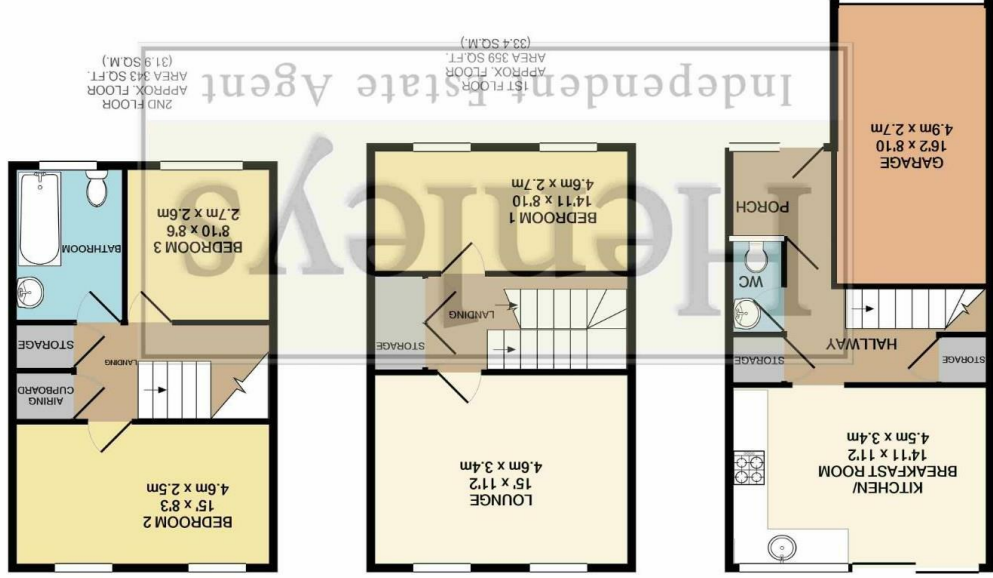 KITCHEN/
BREAKFAST ROOM
14'11 x 11'2
4.5m x 3.4m
STORAGE
HALLWAY
STORAGE
WC
PORCH
GARAGE
16'2 x 8'10
4.9m x 2.7m
LOUNGE
15' x 11'2
4.6m x 3.4m
STORAGE
LANDING
BEDROOM 1
14'11 x 8'10
4.6m x 2.7m
1ST FLOOR
APPROX. FLOOR
AREA 359 SQ.FT.
(33.4 SQ.M.)
BEDROOM 2
15' x 8'3
4.6m x 2.5m
AIRING
CUPBOARD
STORAGE
LANDING
BATHROOM
BEDROOM 3
8'10 x 8'6
2.7m x 2.6m
2ND FLOOR
APPROX. FLOOR
AREA 343 SQ.FT.
(31.9 SQ.M.)
Henleys
Independent Estate Agent